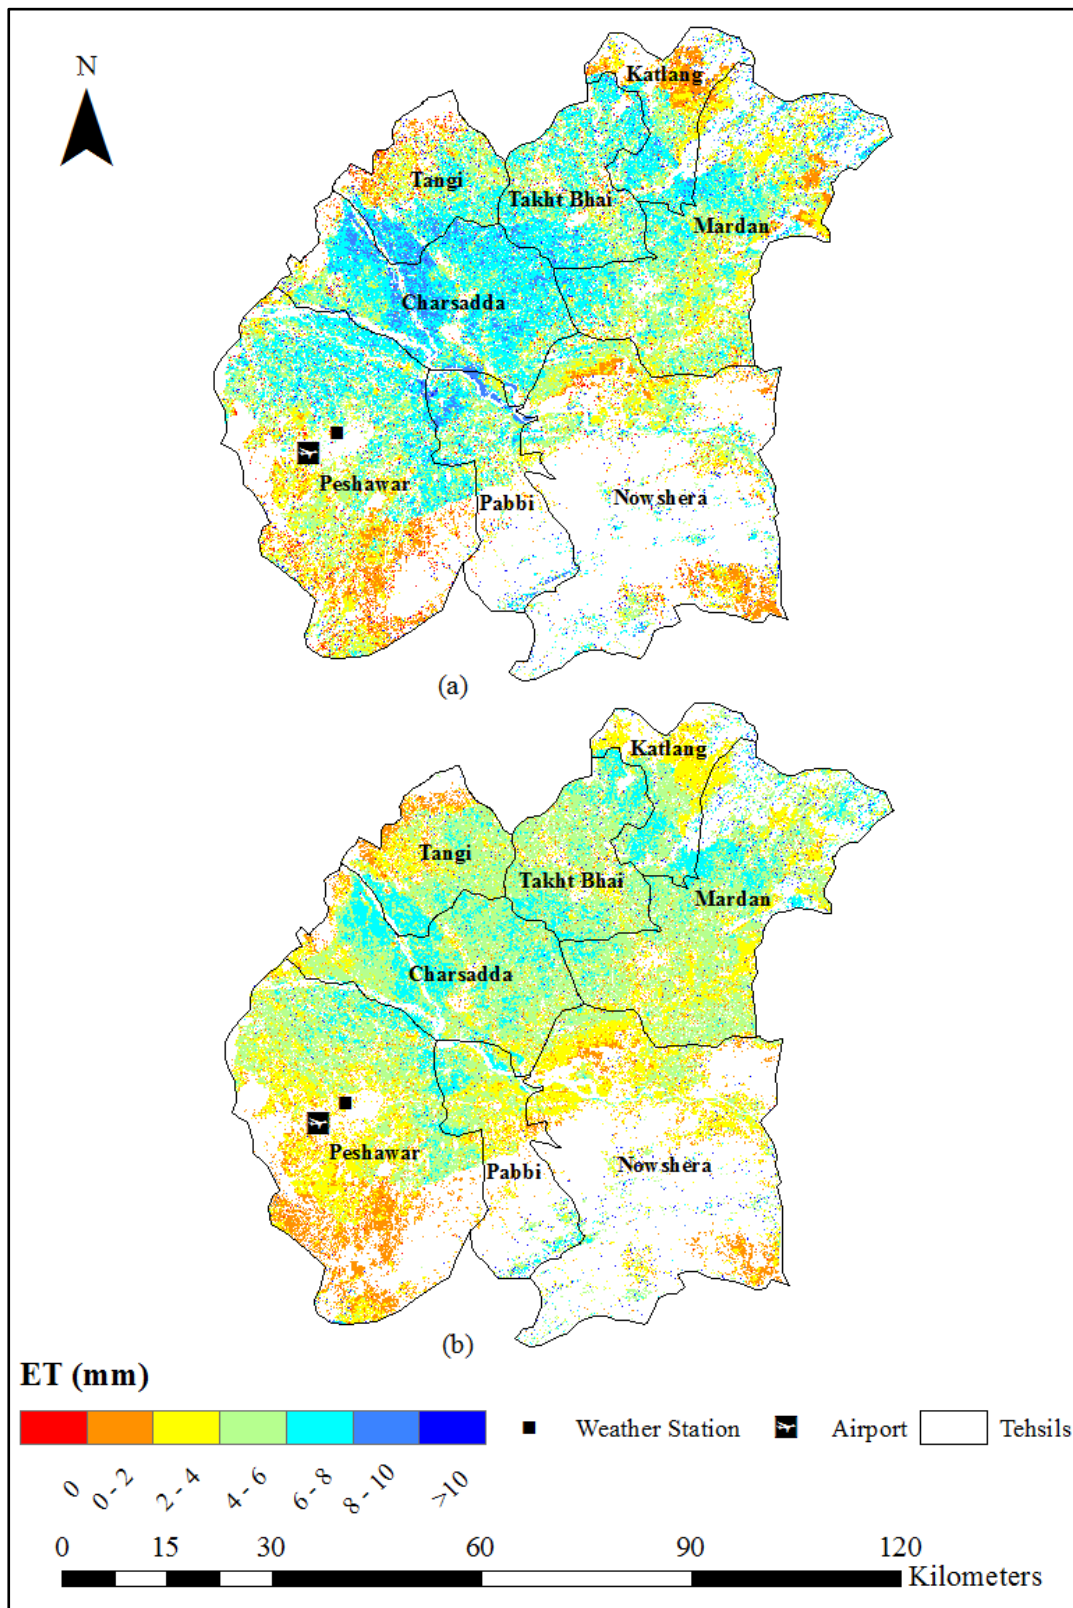 N
Katlang
Tangi
Takht Bhai
Mardan
Charsadda
Peshawar
Pabbi
Nowshera
(a)
Katlang
Tangi
Takht Bhai
Mardan
Charsadda
Peshawar
Pabbi
Nowshera
(b)
ET (mm)
Weather Station
Airport
Tehsils
0
0 - 2
2 - 4
4 - 6
6 - 8
8 - 10
>10
0 15 30 60 90 120
Kilometers